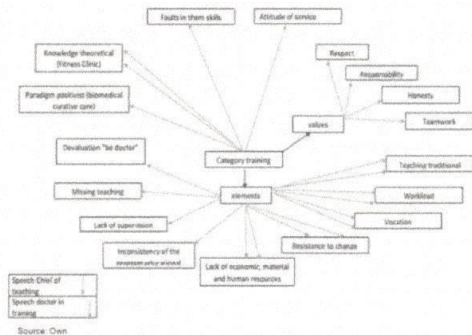 Faults in them skills
Attitude of service
Respect
Knowledge theoretical
(Fitness Clinic)
Responsibility
Paradigm positivist (biomedical
curative care)
Honesty
values
Teamwork
Devaluation "be doctor"
Category training
Teaching traditional
Missing teaching
elements
Workload
Vocation
Lack of supervision
Resistance to change
Inconsistency of the
Lack of economic, material
and human resources
Speech Chief of
teaching
Speech doctor in
training
Source: Own